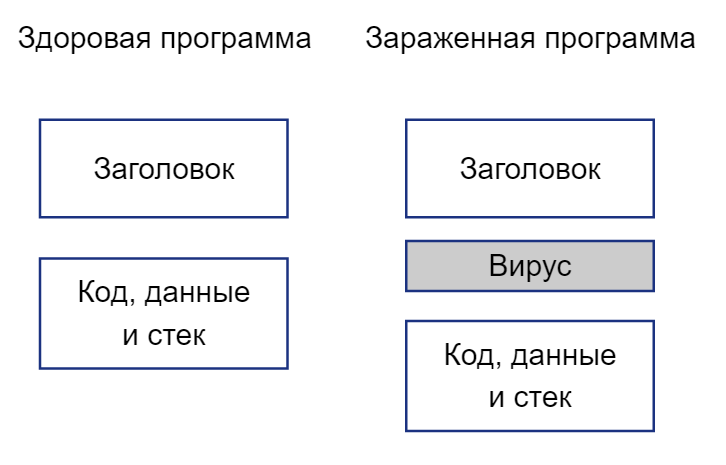 Здоровая программа
Зараженная программа
Заголовок
Заголовок
Вирус
Код, данные
и стек
Код, данные
и стек